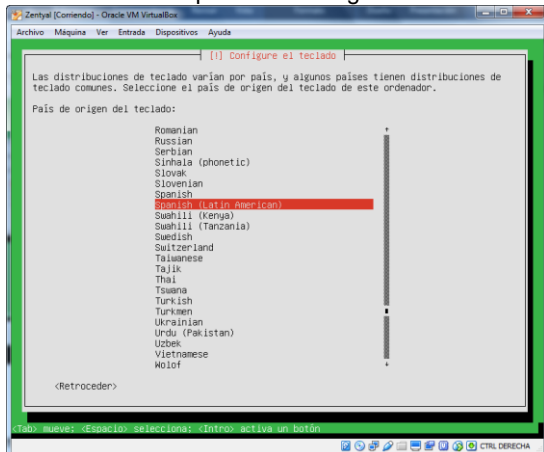 Zentyal [Corriendo] - Oracle VM VirtualBox
Archivo Máquina Ver Entrada Dispositivos Ayuda
[!] Configure el teclado
Las distribuciones de teclado varían por país, y algunos países tienen distribuciones de
teclado comunes. Seleccione el país de origen del teclado de este ordenador.
País de origen del teclado:
Romanian
Russian
Serbian
Sinhala (phonetic)
Slovak
Slovenian
Spanish
Spanish (Latin American)
Swahili (Kenya)
Swahili (Tanzania)
Swedish
Switzerland
Taiwanese
Tajik
Thai
Tswana
Turkish
Turkmen
Ukrainian
Urdu (Pakistan)
Uzbek
Vietnamese
Wolof
<Retroceder>
<Tab> mueve; <Espacio> selecciona; <Intro> activa un botón
CTRL DERECHA